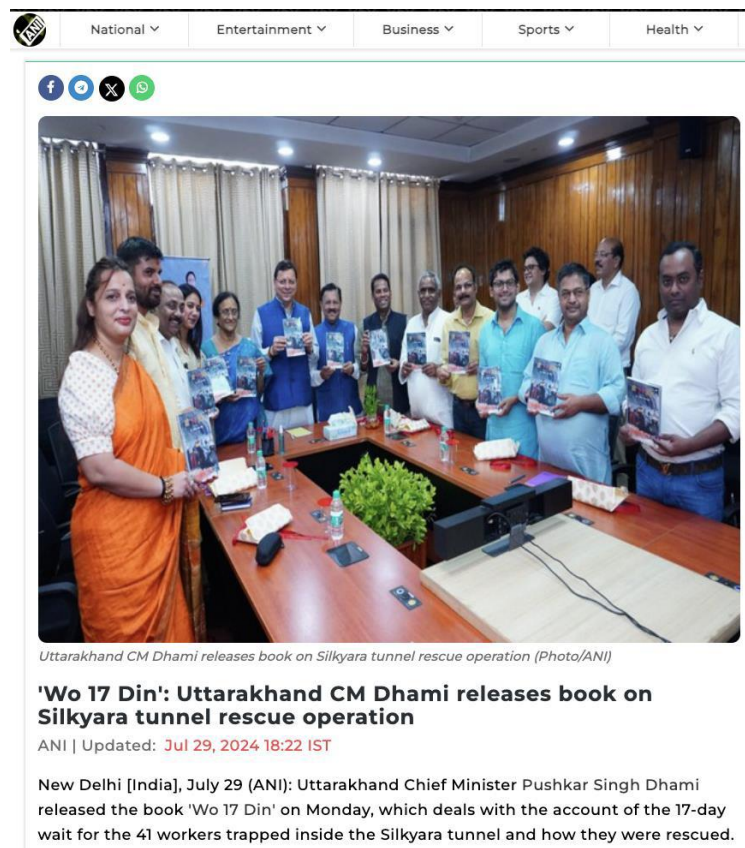 ANI
National
Entertainment
Business
Sports
Health
Uttarakhand CM Dhami releases book on Silkyara tunnel rescue operation (Photo/ANI)
'Wo 17 Din': Uttarakhand CM Dhami releases book on
Silkyara tunnel rescue operation
ANI | Updated: Jul 29, 2024 18:22 IST
New Delhi [India], July 29 (ANI): Uttarakhand Chief Minister Pushkar Singh Dhami
released the book 'Wo 17 Din' on Monday, which deals with the account of the 17-day
wait for the 41 workers trapped inside the Silkyara tunnel and how they were rescued.